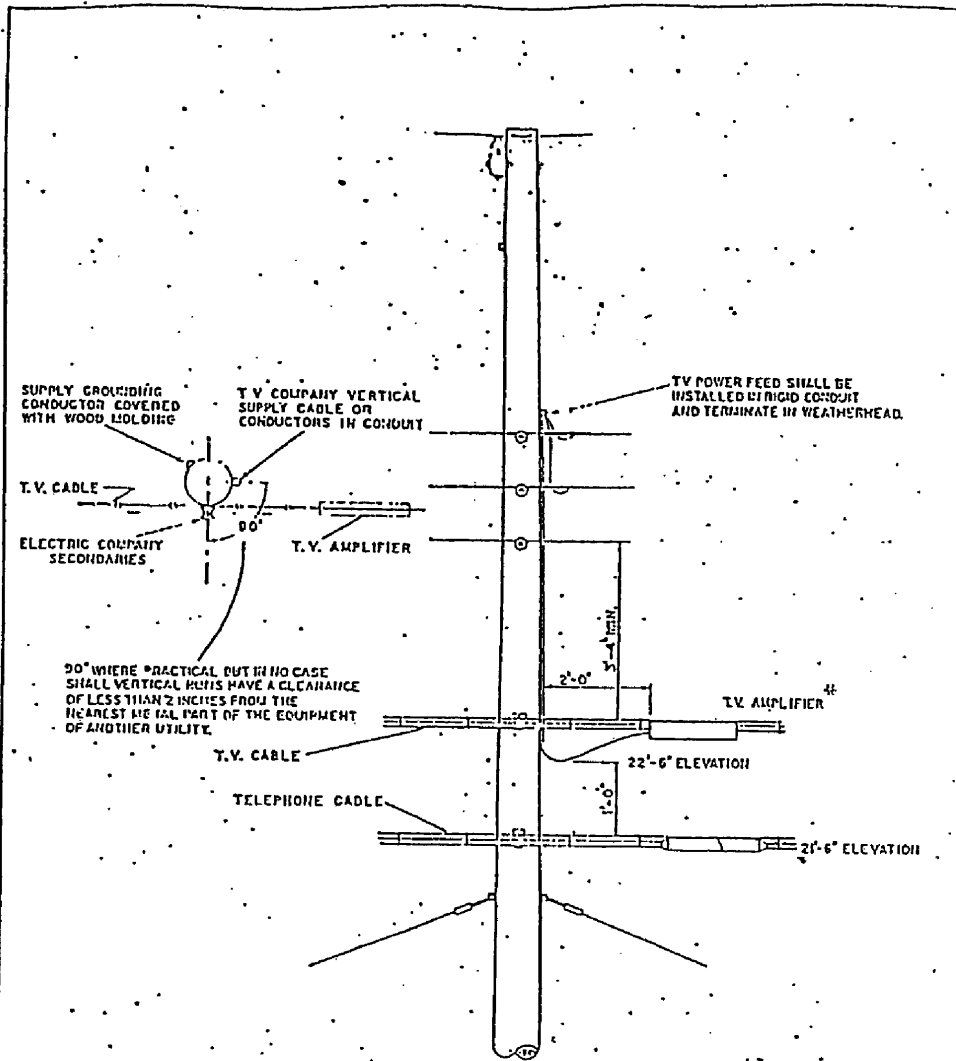 SUPPLY GROUNDING
CONDUCTOR COVERED
WITH WOOD MOLDING
T V COMPANY VERTICAL
SUPPLY CABLE OR
CONDUCTORS IN CONDUIT
TV POWER FEED SHALL BE
INSTALLED IN RIGID CONDUIT
AND TERMINATE IN WEATHERHEAD.
T.V. CABLE
90°
ELECTRIC COMPANY
SECONDARIES
T.V. AMPLIFIER
90° WHERE PRACTICAL BUT IN NO CASE
SHALL VERTICAL RUNS HAVE A CLEARANCE
OF LESS THAN 2 INCHES FROM THE
NEAREST METAL PART OF THE EQUIPMENT
OF ANOTHER UTILITY.
3'-4" MIN.
2'-0"
T.V. AMPLIFIER
T.V. CABLE
22'-6" ELEVATION
1'-0"
TELEPHONE CABLE
21'-6" ELEVATION